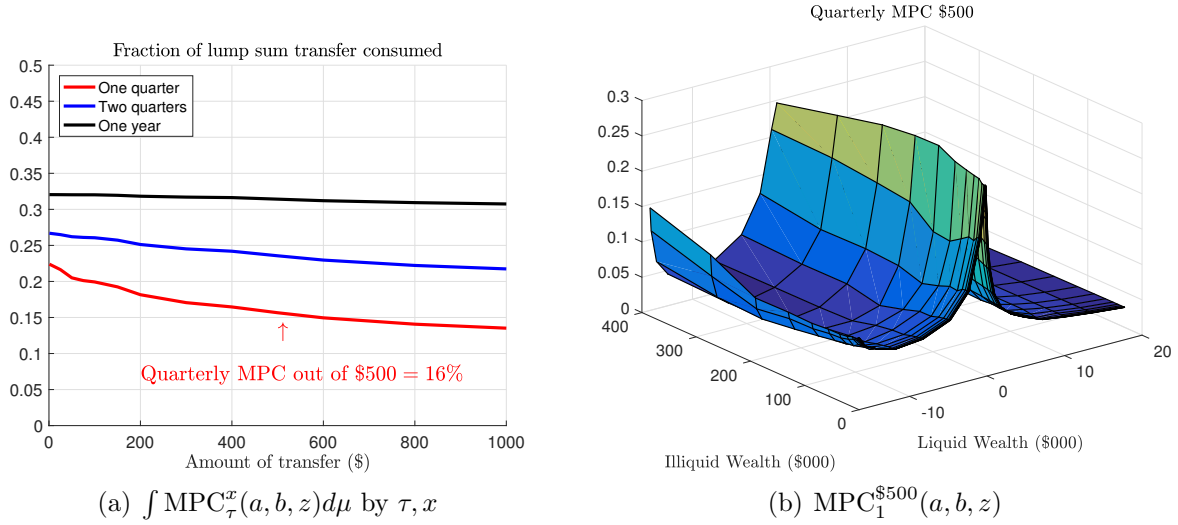 Fraction of lump sum transfer consumed
0.5
0.45
0.4
0.35
0.3
0.25
0.2
0.15
0.1
0.05
0
One quarter
Two quarters
One year
↑
Quarterly MPC out of $500 = 16%
0 200 400 600 800 1000
Amount of transfer ($)
(a) ∫ MPC^x_τ(a, b, z)dμ by τ, x
Quarterly MPC $500
0.3
0.25
0.2
0.15
0.1
0.05
0
400
300
200
100
0
Illiquid Wealth ($000)
-10
0
10
20
Liquid Wealth ($000)
(b) MPC^$500_1(a, b, z)